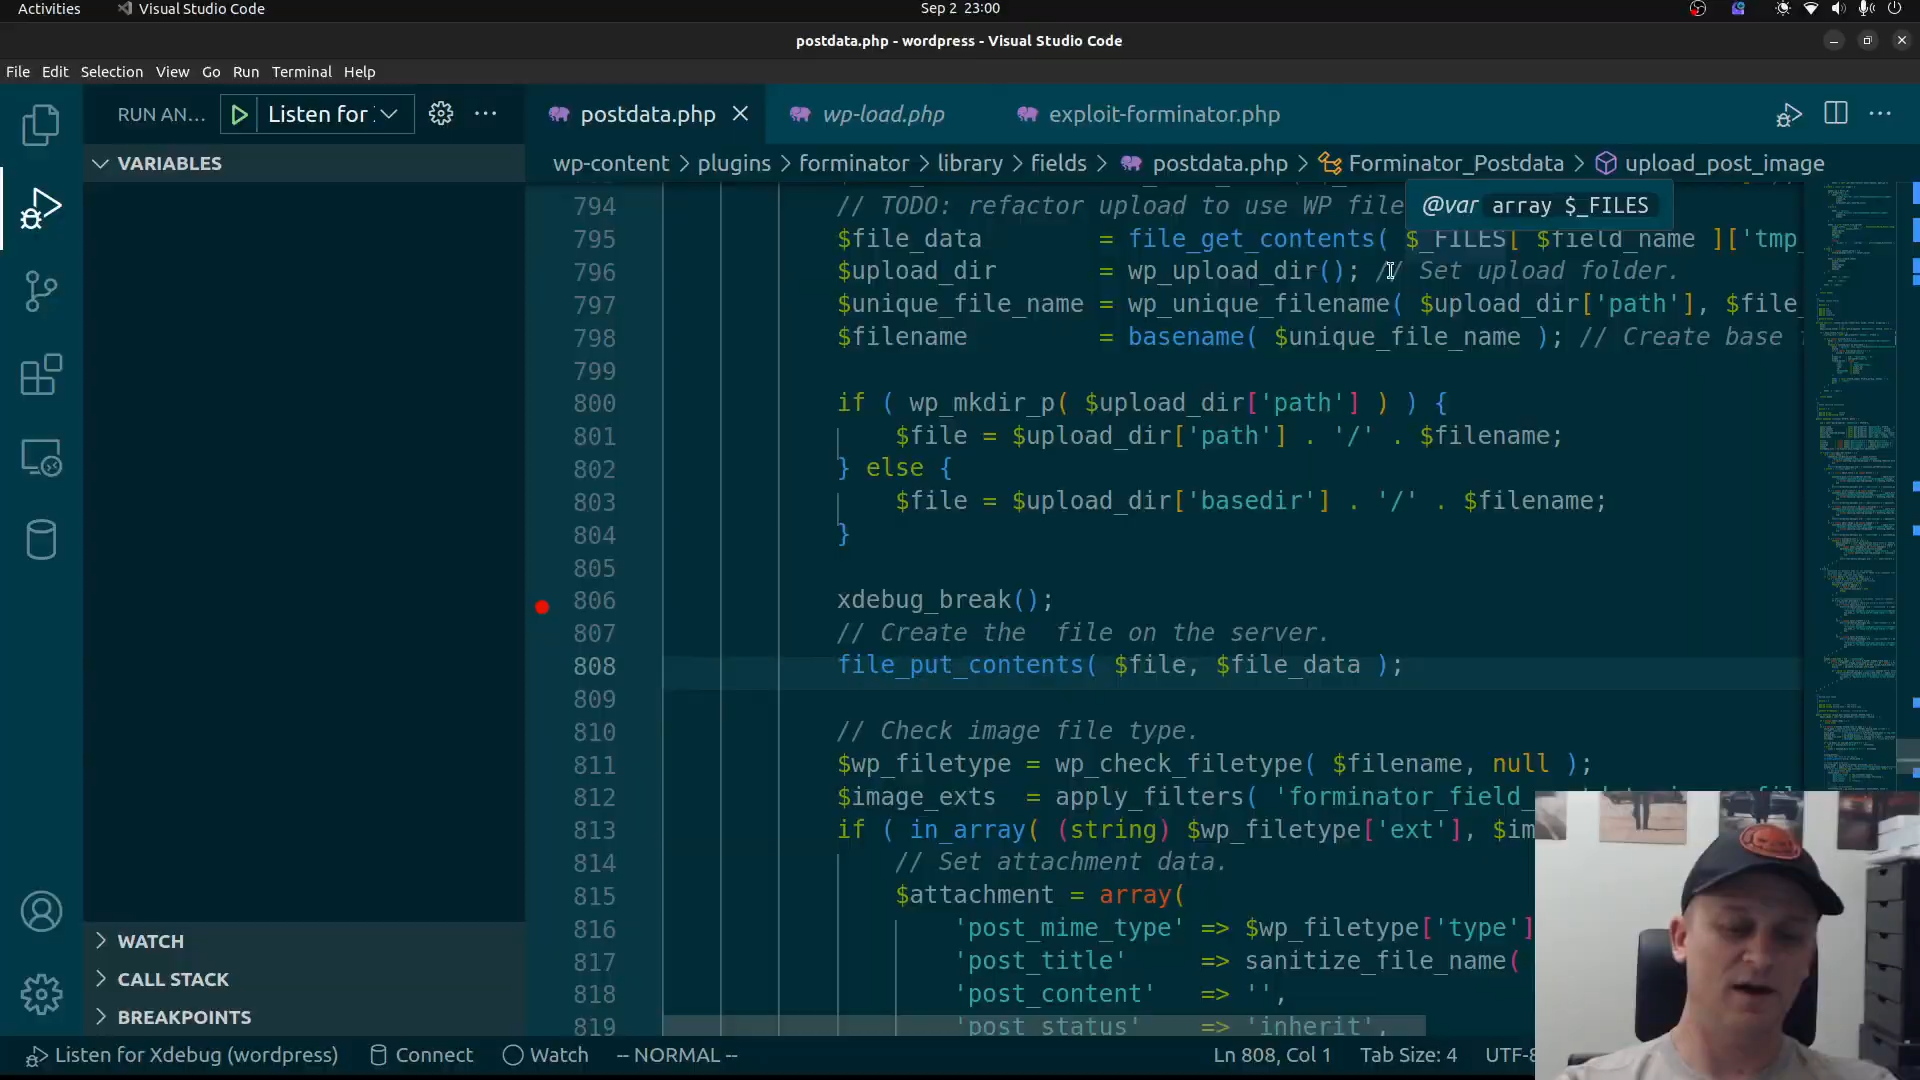 Activities Visual Studio Code Sep 2 23:00
postdata.php - wordpress - Visual Studio Code
File Edit Selection View Go Run Terminal Help
RUN AN... Listen for postdata.php wp-load.php exploit-forminator.php
VARIABLES
wp-content > plugins > forminator > library > fields > postdata.php > Forminator_Postdata > upload_post_image
@var array $_FILES
794 // TODO: refactor upload to use WP file
795 $file_data = file_get_contents( $_FILES[ $field_name ]['tmp_
796 $upload_dir = wp_upload_dir(); // Set upload folder.
797 $unique_file_name = wp_unique_filename( $upload_dir['path'], $file_
798 $filename = basename( $unique_file_name ); // Create base
799
800 if ( wp_mkdir_p( $upload_dir['path'] ) ) {
801 $file = $upload_dir['path'] . '/' . $filename;
802 } else {
803 $file = $upload_dir['basedir'] . '/' . $filename;
804 }
805
806 xdebug_break();
807 // Create the  file on the server.
808 file_put_contents( $file, $file_data );
809
810 // Check image file type.
811 $wp_filetype = wp_check_filetype( $filename, null );
812 $image_exts = apply_filters( 'forminator_field_
813 if ( in_array( (string) $wp_filetype['ext'], $im
814 // Set attachment data.
815 $attachment = array(
816 'post_mime_type' => $wp_filetype['type']
817 'post_title' => sanitize_file_name(
818 'post_content' => '',
819 'post_status' => 'inherit',
WATCH
CALL STACK
BREAKPOINTS
Listen for Xdebug (wordpress) Connect Watch -- NORMAL -- Ln 808, Col 1 Tab Size: 4 UTF-8